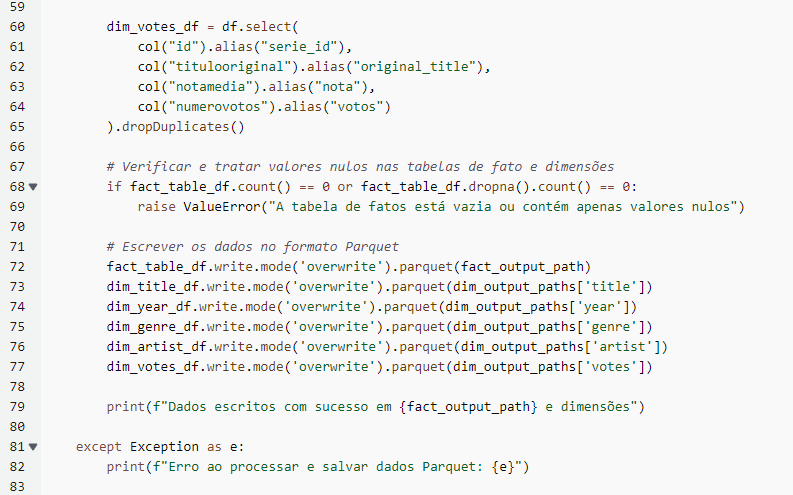 59
60 dim_votes_df = df.select(
61 col("id").alias("serie_id"),
62 col("titulooriginal").alias("original_title"),
63 col("notamedia").alias("nota"),
64 col("numerovotos").alias("votos")
65 ).dropDuplicates()
66
67 # Verificar e tratar valores nulos nas tabelas de fato e dimensões
68 if fact_table_df.count() == 0 or fact_table_df.dropna().count() == 0:
69 raise ValueError("A tabela de fatos está vazia ou contém apenas valores nulos")
70
71 # Escrever os dados no formato Parquet
72 fact_table_df.write.mode('overwrite').parquet(fact_output_path)
73 dim_title_df.write.mode('overwrite').parquet(dim_output_paths['title'])
74 dim_year_df.write.mode('overwrite').parquet(dim_output_paths['year'])
75 dim_genre_df.write.mode('overwrite').parquet(dim_output_paths['genre'])
76 dim_artist_df.write.mode('overwrite').parquet(dim_output_paths['artist'])
77 dim_votes_df.write.mode('overwrite').parquet(dim_output_paths['votes'])
78
79 print(f"Dados escritos com sucesso em {fact_output_path} e dimensões")
80
81 except Exception as e:
82 print(f"Erro ao processar e salvar dados Parquet: {e}")
83